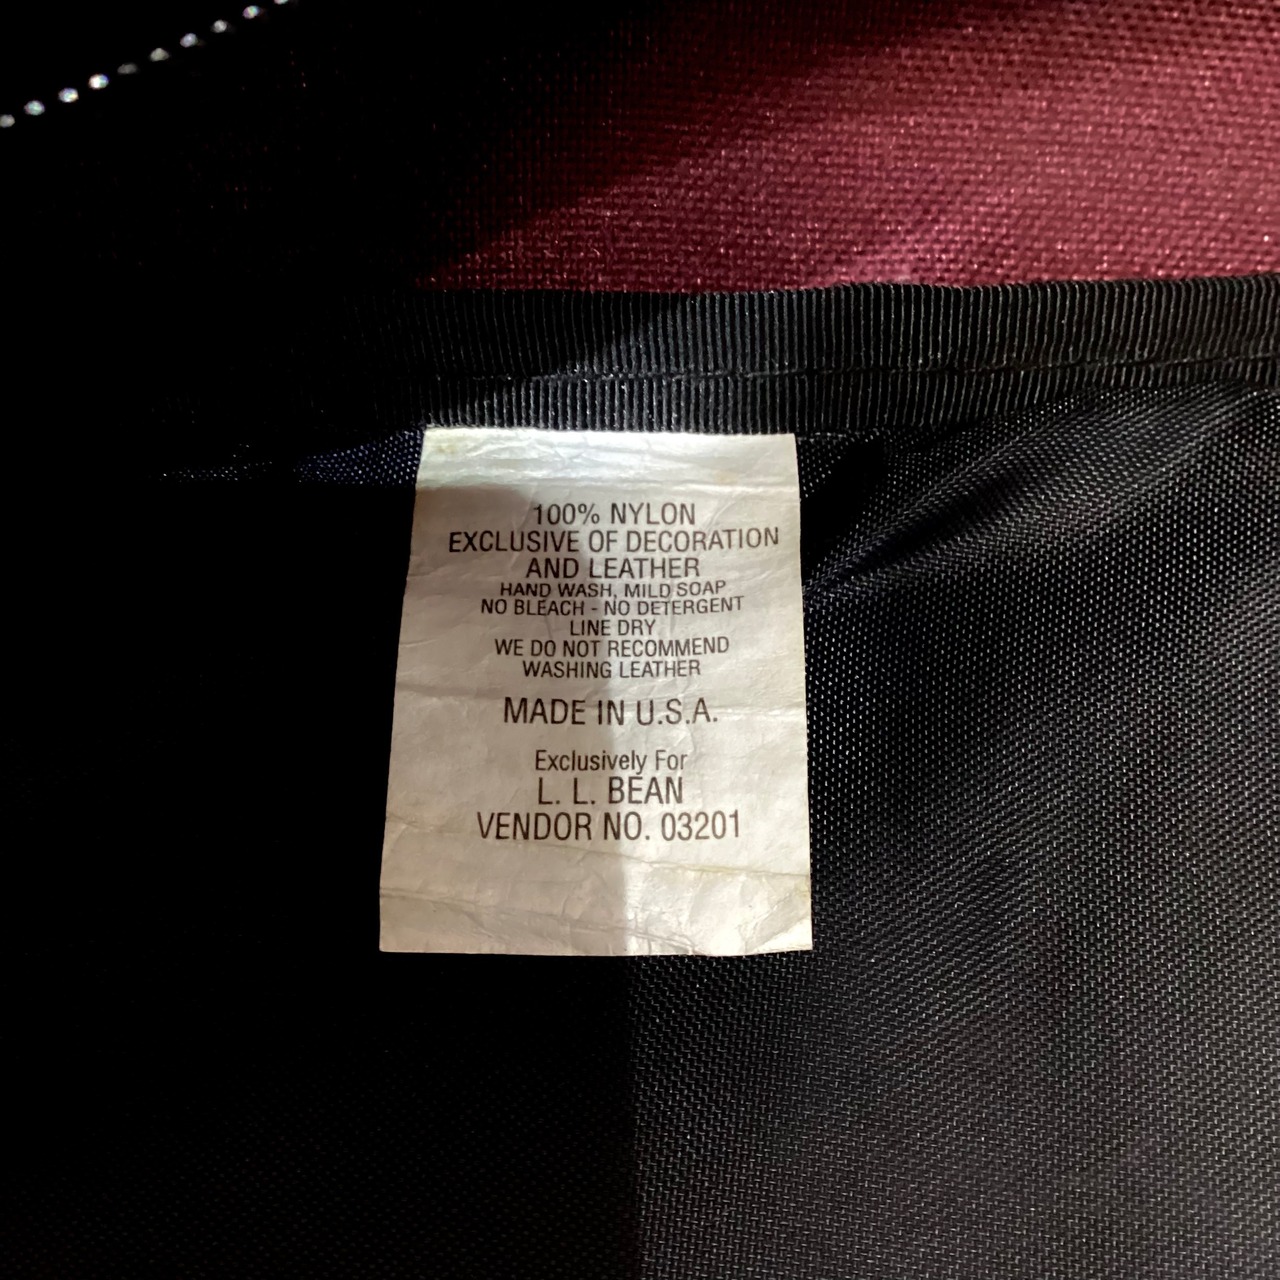 100% NYLON
EXCLUSIVE OF DECORATION
AND LEATHER
HAND WASH, MILD SOAP
NO BLEACH - NO DETERGENT
LINE DRY
WE DO NOT RECOMMEND
WASHING LEATHER
MADE IN U.S.A.
Exclusively For
L. L. BEAN
VENDOR NO. 03201